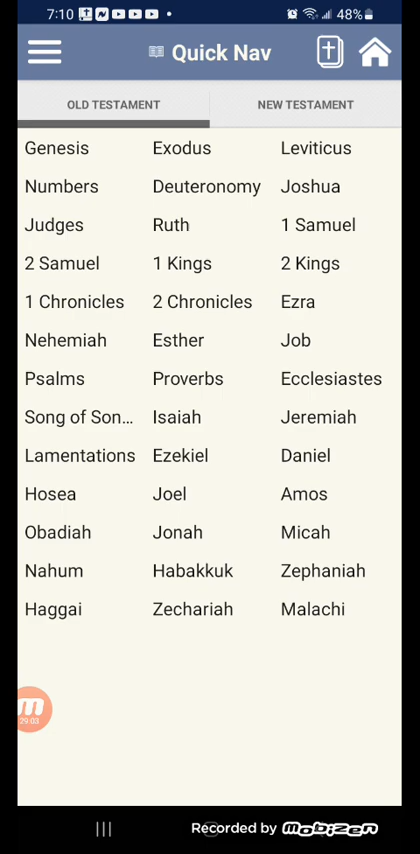 7:10 48%
Quick Nav
OLD TESTAMENT NEW TESTAMENT
Genesis Exodus Leviticus
Numbers Deuteronomy Joshua
Judges Ruth 1 Samuel
2 Samuel 1 Kings 2 Kings
1 Chronicles 2 Chronicles Ezra
Nehemiah Esther Job
Psalms Proverbs Ecclesiastes
Song of Son... Isaiah Jeremiah
Lamentations Ezekiel Daniel
Hosea Joel Amos
Obadiah Jonah Micah
Nahum Habakkuk Zephaniah
Haggai Zechariah Malachi
29:03
Recorded by MOBIZEN